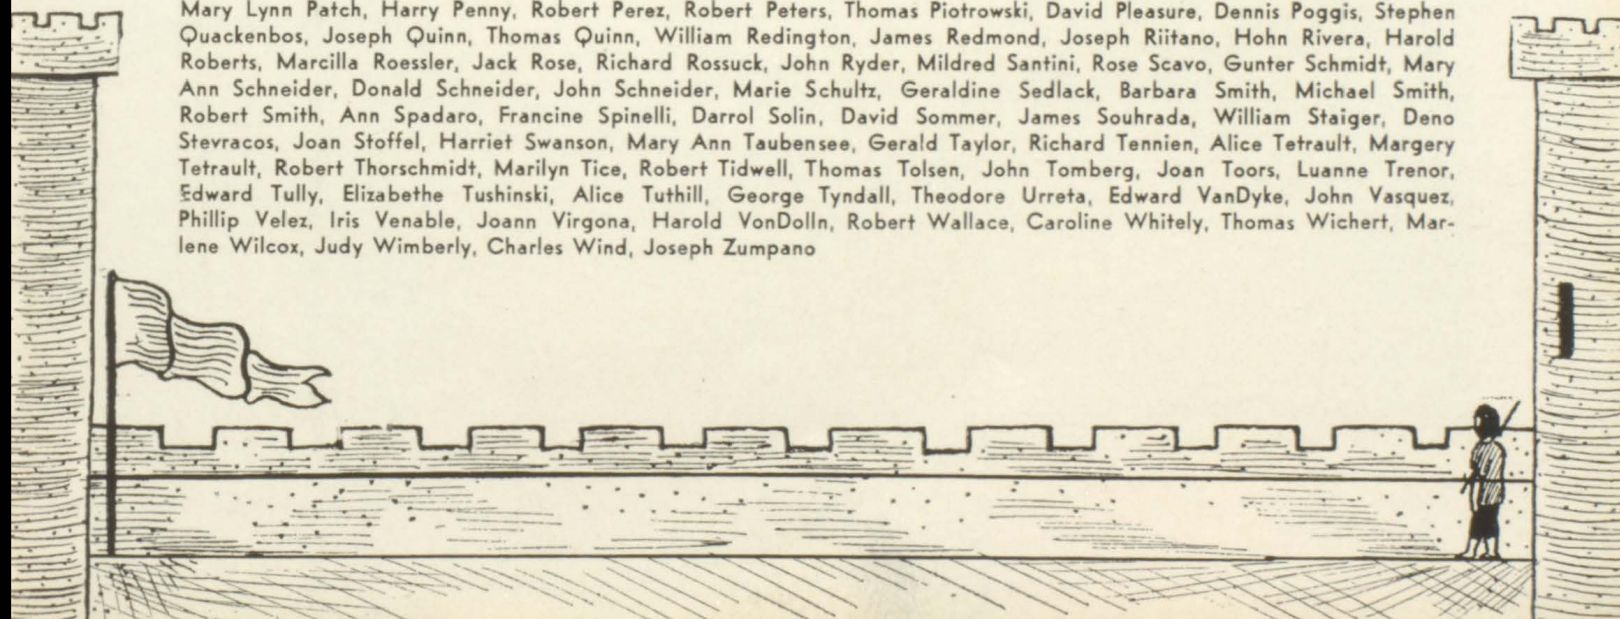 Mary Lynn Patch, Harry Penny, Robert Perez, Robert Peters, Thomas Piotrowski, David Pleasure, Dennis Poggis, Stephen
Quackenbos, Joseph Quinn, Thomas Quinn, William Redington, James Redmond, Joseph Riitano, Hohn Rivera, Harold
Roberts, Marcilla Roessler, Jack Rose, Richard Rossuck, John Ryder, Mildred Santini, Rose Scavo, Gunter Schmidt, Mary
Ann Schneider, Donald Schneider, John Schneider, Marie Schultz, Geraldine Sedlack, Barbara Smith, Michael Smith,
Robert Smith, Ann Spadaro, Francine Spinelli, Darrol Solin, David Sommer, James Souhrada, William Staiger, Deno
Stevracos, Joan Stoffel, Harriet Swanson, Mary Ann Taubensee, Gerald Taylor, Richard Tennien, Alice Tetrault, Margery
Tetrault, Robert Thorschmidt, Marilyn Tice, Robert Tidwell, Thomas Tolsen, John Tomberg, Joan Toors, Luanne Trenor,
Edward Tully, Elizabethe Tushinski, Alice Tuthill, George Tyndall, Theodore Urreta, Edward VanDyke, John Vasquez,
Phillip Velez, Iris Venable, Joann Virgona, Harold VonDolln, Robert Wallace, Caroline Whitely, Thomas Wichert, Mar-
lene Wilcox, Judy Wimberly, Charles Wind, Joseph Zumpano